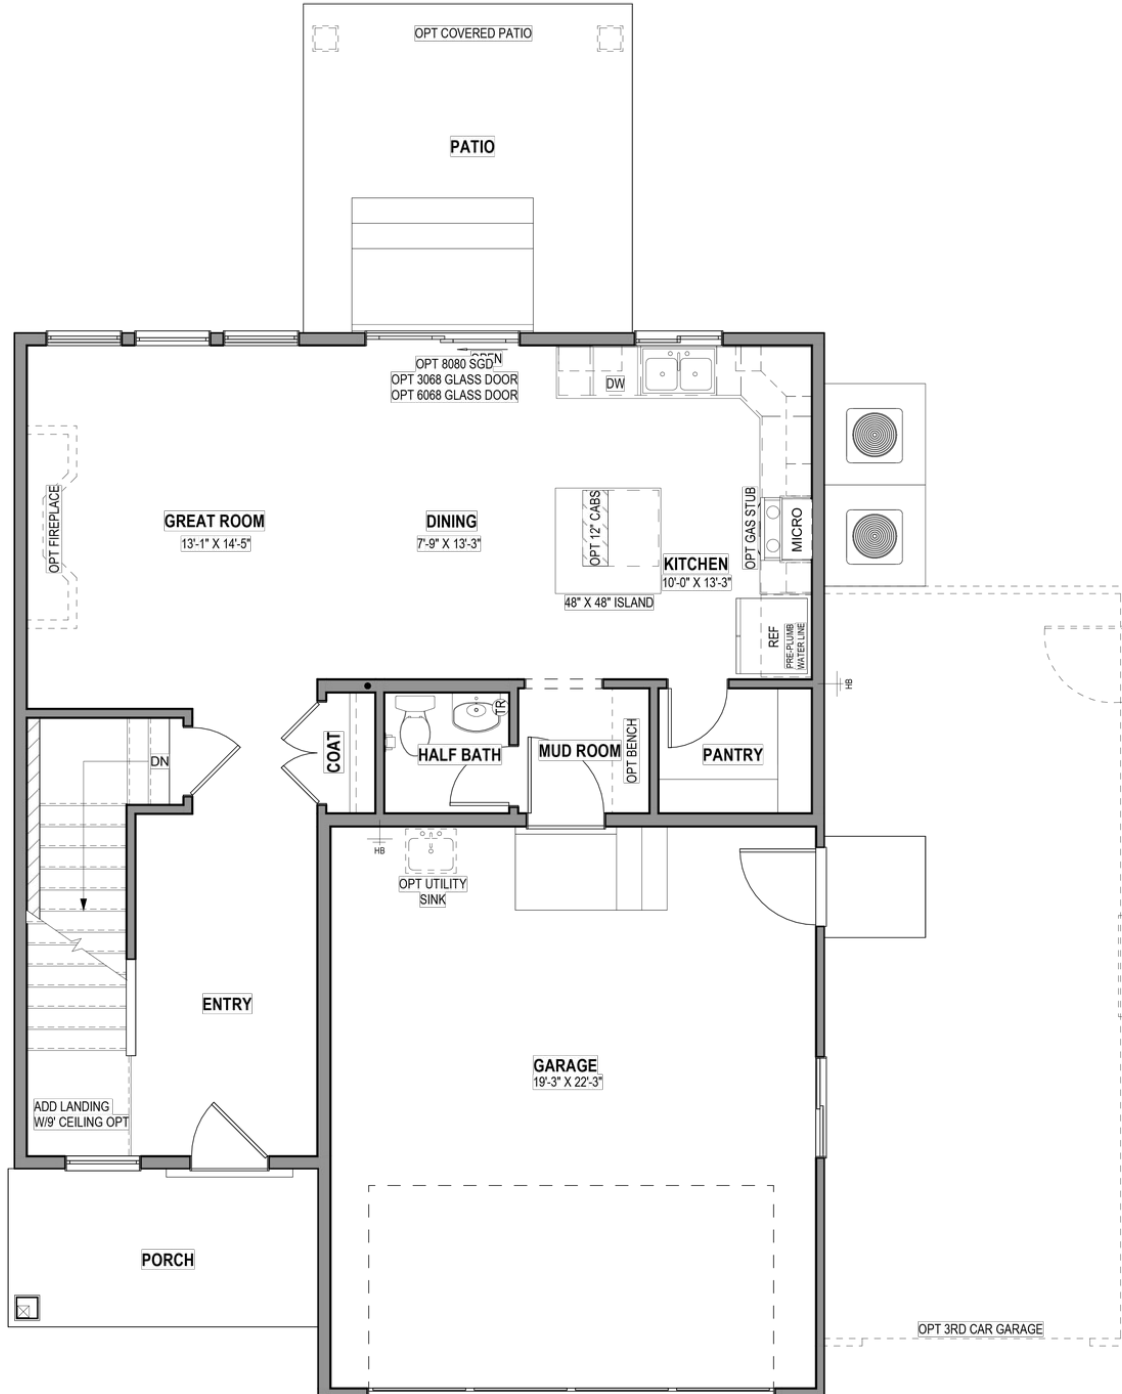 OPT COVERED PATIO
PATIO
OPEN
OPT 8080 SGD
OPT 3068 GLASS DOOR
OPT 6068 GLASS DOOR
DW
OPT FIREPLACE
GREAT ROOM
13'-1" X 14'-5"
DINING
7'-9" X 13'-3"
OPT 12" CABS
48" X 48" ISLAND
OPT GAS STUB
MICRO
KITCHEN
10'-0" X 13'-3"
REF
PRE-PLUMB
WATER LINE
HB
DN
COAT
TR
HALF BATH
MUD ROOM
OPT BENCH
PANTRY
HB
OPT UTILITY
SINK
ENTRY
GARAGE
19'-3" X 22'-3"
ADD LANDING
W/9' CEILING OPT
PORCH
OPT 3RD CAR GARAGE